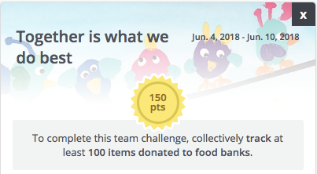 x
Together is what we
do best
Jun. 4, 2018 - Jun. 10, 2018
150
pts
To complete this team challenge, collectively track at
least 100 items donated to food banks.